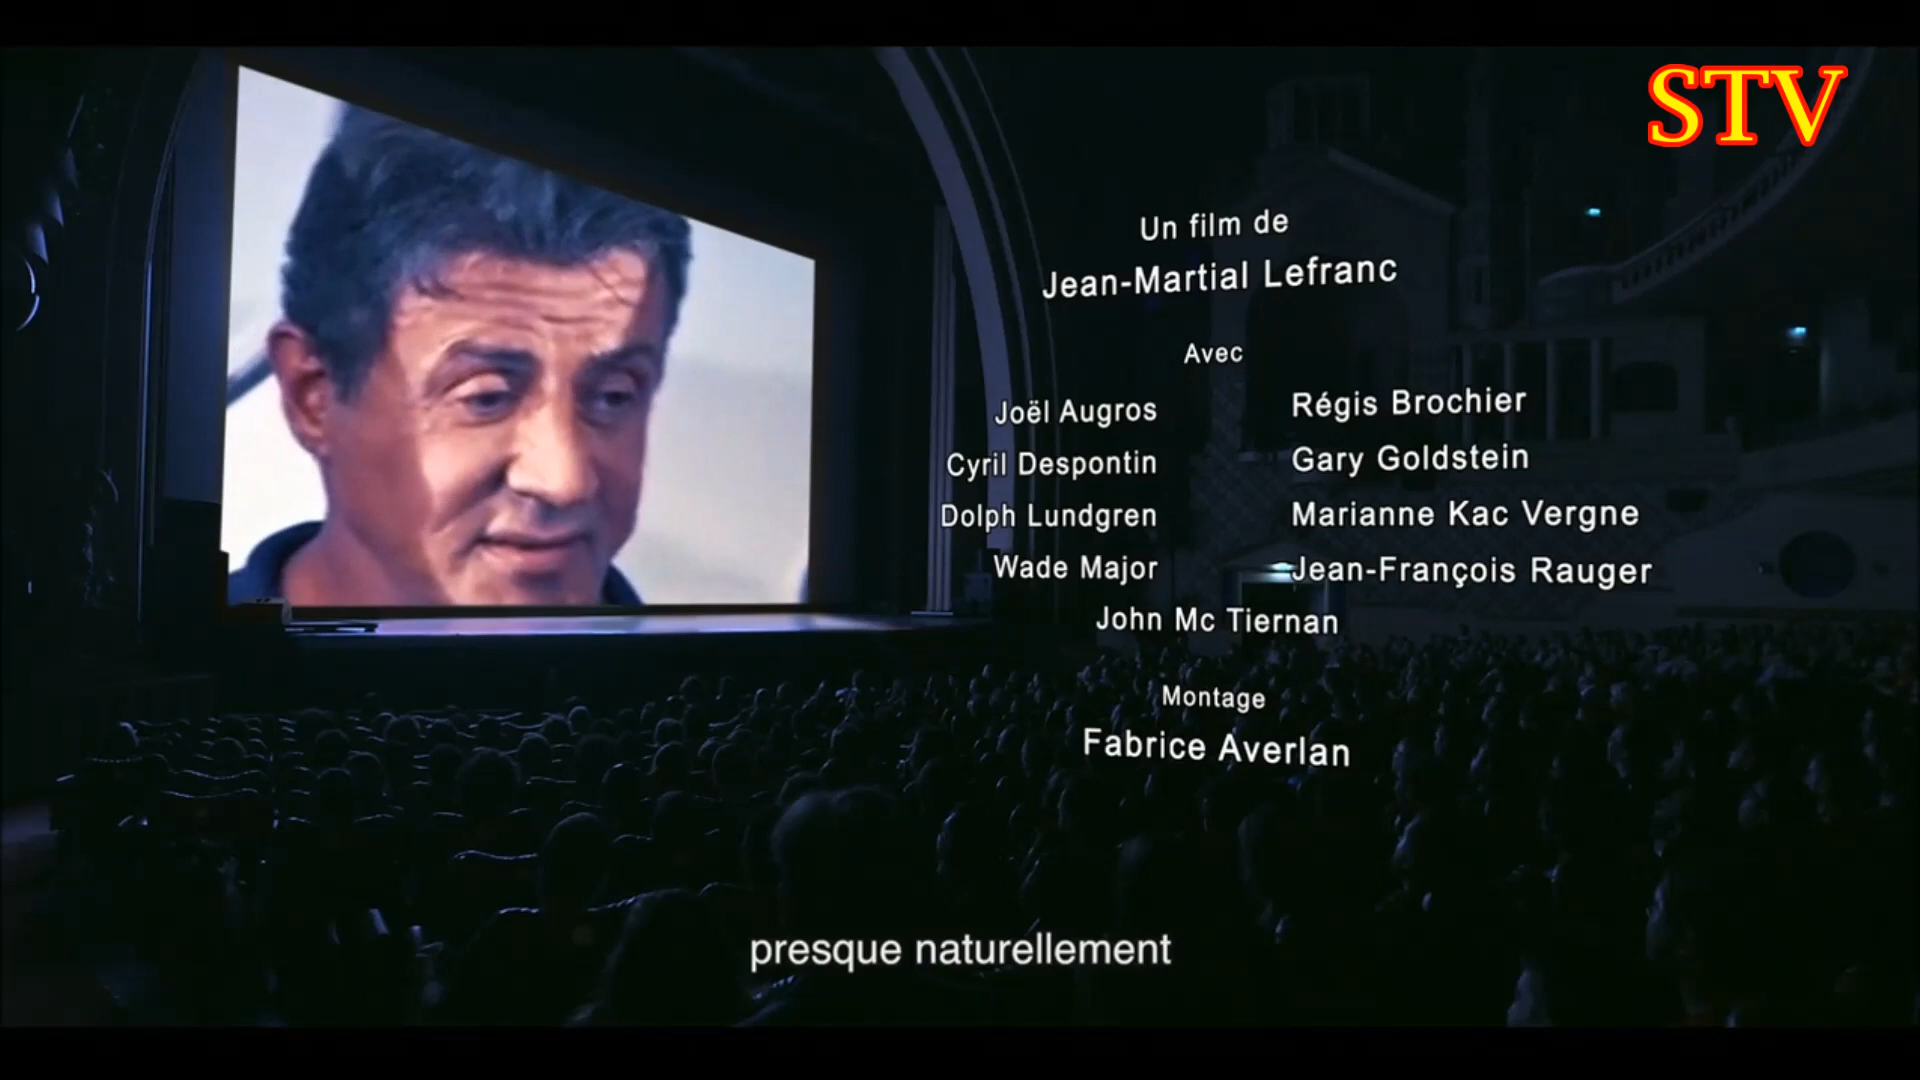 STV
Un film de
Jean-Martial Lefranc
Avec
Joël Augros
Régis Brochier
Cyril Despontin
Gary Goldstein
Dolph Lundgren
Marianne Kac Vergne
Wade Major
Jean-François Rauger
John Mc Tiernan
Montage
Fabrice Averlan
presque naturellement